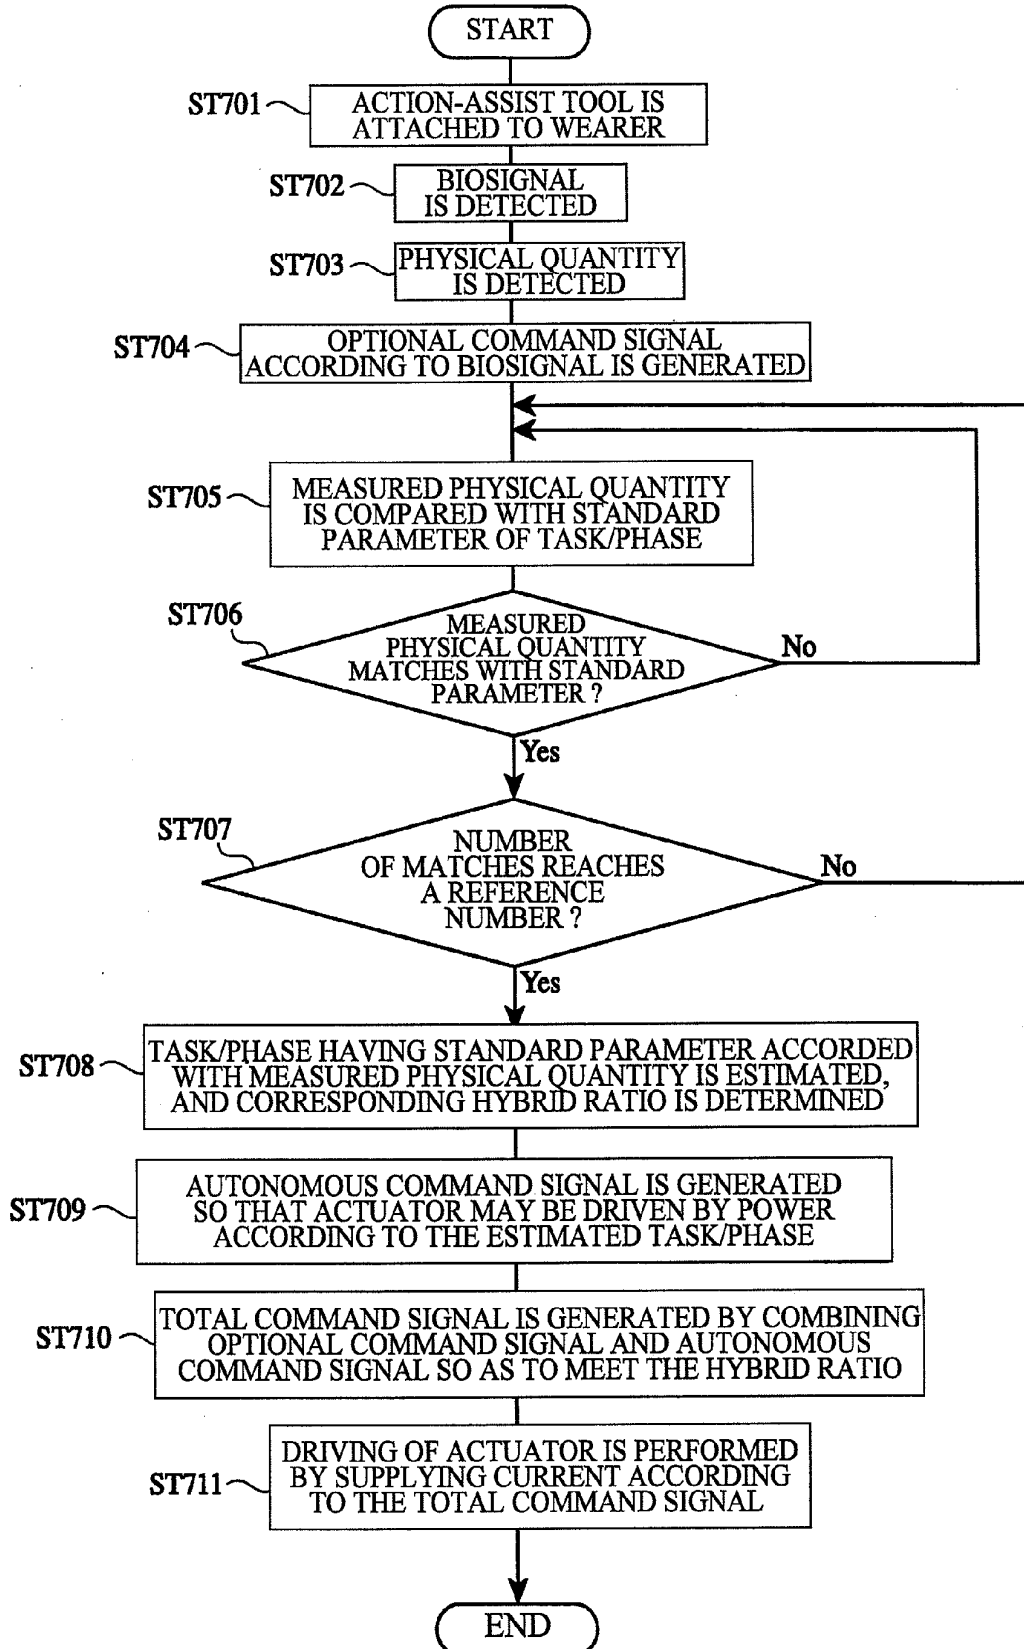 START
ST701
ACTION-ASSIST TOOL IS
ATTACHED TO WEARER
ST702
BIOSIGNAL
IS DETECTED
ST703
PHYSICAL QUANTITY
IS DETECTED
ST704
OPTIONAL COMMAND SIGNAL
ACCORDING TO BIOSIGNAL IS GENERATED
ST705
MEASURED PHYSICAL QUANTITY
IS COMPARED WITH STANDARD
PARAMETER OF TASK/PHASE
ST706
MEASURED
PHYSICAL QUANTITY
MATCHES WITH STANDARD
PARAMETER ?
No
Yes
ST707
NUMBER
OF MATCHES REACHES
A REFERENCE
NUMBER ?
No
Yes
ST708
TASK/PHASE HAVING STANDARD PARAMETER ACCORDED
WITH MEASURED PHYSICAL QUANTITY IS ESTIMATED,
AND CORRESPONDING HYBRID RATIO IS DETERMINED
ST709
AUTONOMOUS COMMAND SIGNAL IS GENERATED
SO THAT ACTUATOR MAY BE DRIVEN BY POWER
ACCORDING TO THE ESTIMATED TASK/PHASE
ST710
TOTAL COMMAND SIGNAL IS GENERATED BY COMBINING
OPTIONAL COMMAND SIGNAL AND AUTONOMOUS
COMMAND SIGNAL SO AS TO MEET THE HYBRID RATIO
ST711
DRIVING OF ACTUATOR IS PERFORMED
BY SUPPLYING CURRENT ACCORDING
TO THE TOTAL COMMAND SIGNAL
END